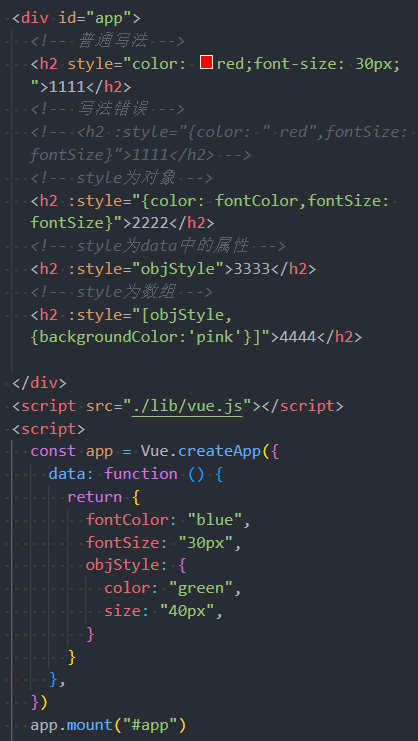 <div id="app">
<!-- 普通写法 -->
<h2 style="color: red;font-size: 30px;
">1111</h2>
<!-- 写法错误 -->
<!-- <h2 :style="{color: " red",fontSize:
fontSize}">1111</h2> -->
<!-- style为对象 -->
<h2 :style="{color: fontColor,fontSize:
fontSize}">2222</h2>
<!-- style为data中的属性 -->
<h2 :style="objStyle">3333</h2>
<!-- style为数组 -->
<h2 :style="[objStyle,
{backgroundColor:'pink'}]">4444</h2>
</div>
<script src="./lib/vue.js"></script>
<script>
const app = Vue.createApp({
data: function () {
return {
fontColor: "blue",
fontSize: "30px",
objStyle: {
color: "green",
size: "40px",
}
}
},
})
app.mount("#app")